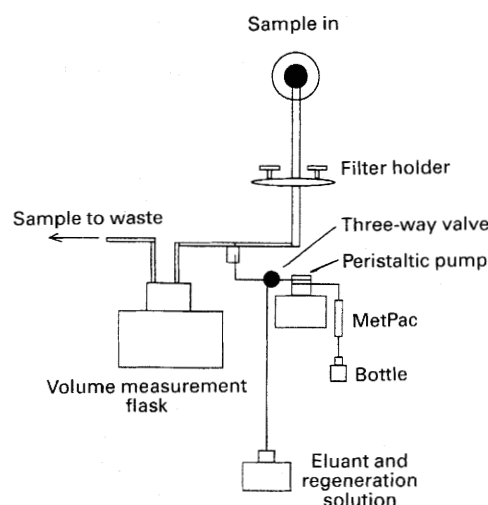 Sample in
Filter holder
Sample to waste
Three-way valve
Peristaltic pump
MetPac
Bottle
Volume measurement
flask
Eluant and
regeneration
solution